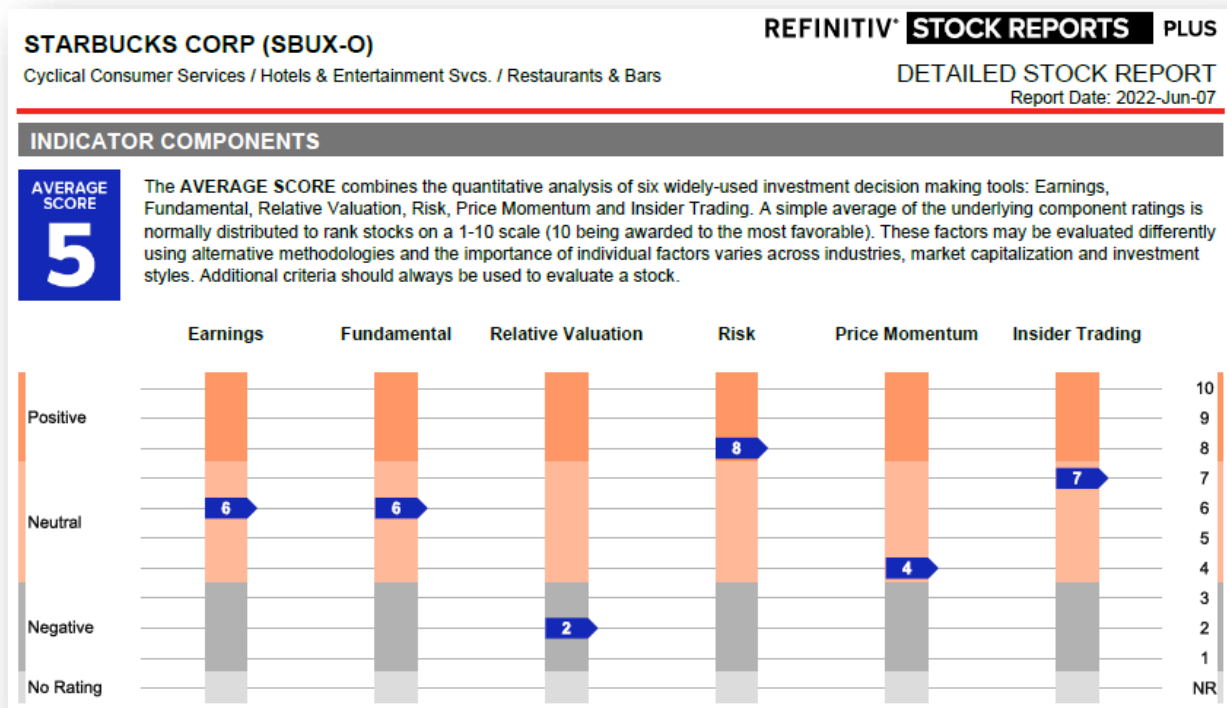 REFINITIV® STOCK REPORTS PLUS
STARBUCKS CORP (SBUX-O)
Cyclical Consumer Services / Hotels & Entertainment Svcs. / Restaurants & Bars
DETAILED STOCK REPORT
Report Date: 2022-Jun-07
INDICATOR COMPONENTS
AVERAGE
SCORE
5
The AVERAGE SCORE combines the quantitative analysis of six widely-used investment decision making tools: Earnings,
Fundamental, Relative Valuation, Risk, Price Momentum and Insider Trading. A simple average of the underlying component ratings is
normally distributed to rank stocks on a 1-10 scale (10 being awarded to the most favorable). These factors may be evaluated differently
using alternative methodologies and the importance of individual factors varies across industries, market capitalization and investment
styles. Additional criteria should always be used to evaluate a stock.
Earnings Fundamental Relative Valuation Risk Price Momentum Insider Trading
10
Positive 9
8 8
7 7
6 6 6
Neutral
5
4 4
3
Negative 2 2
1
No Rating NR